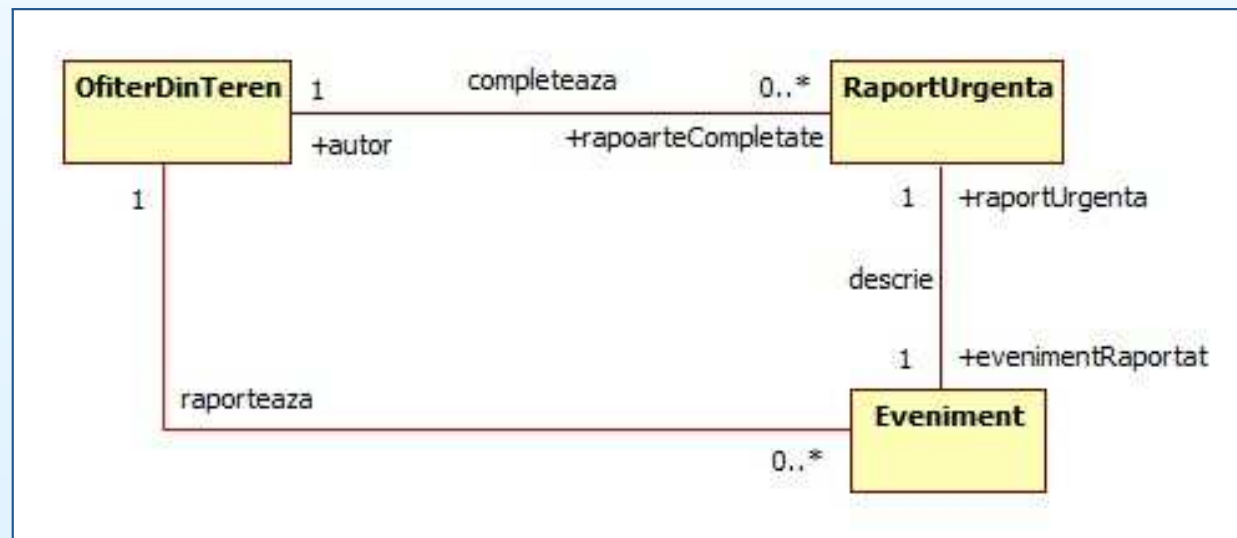 OfiterDinTeren
1
completeaza
0..*
RaportUrgenta
+autor
+rapoarteCompletate
1
1
+raportUrgenta
descrie
1
+evenimentRaportat
raporteaza
Eveniment
0..*